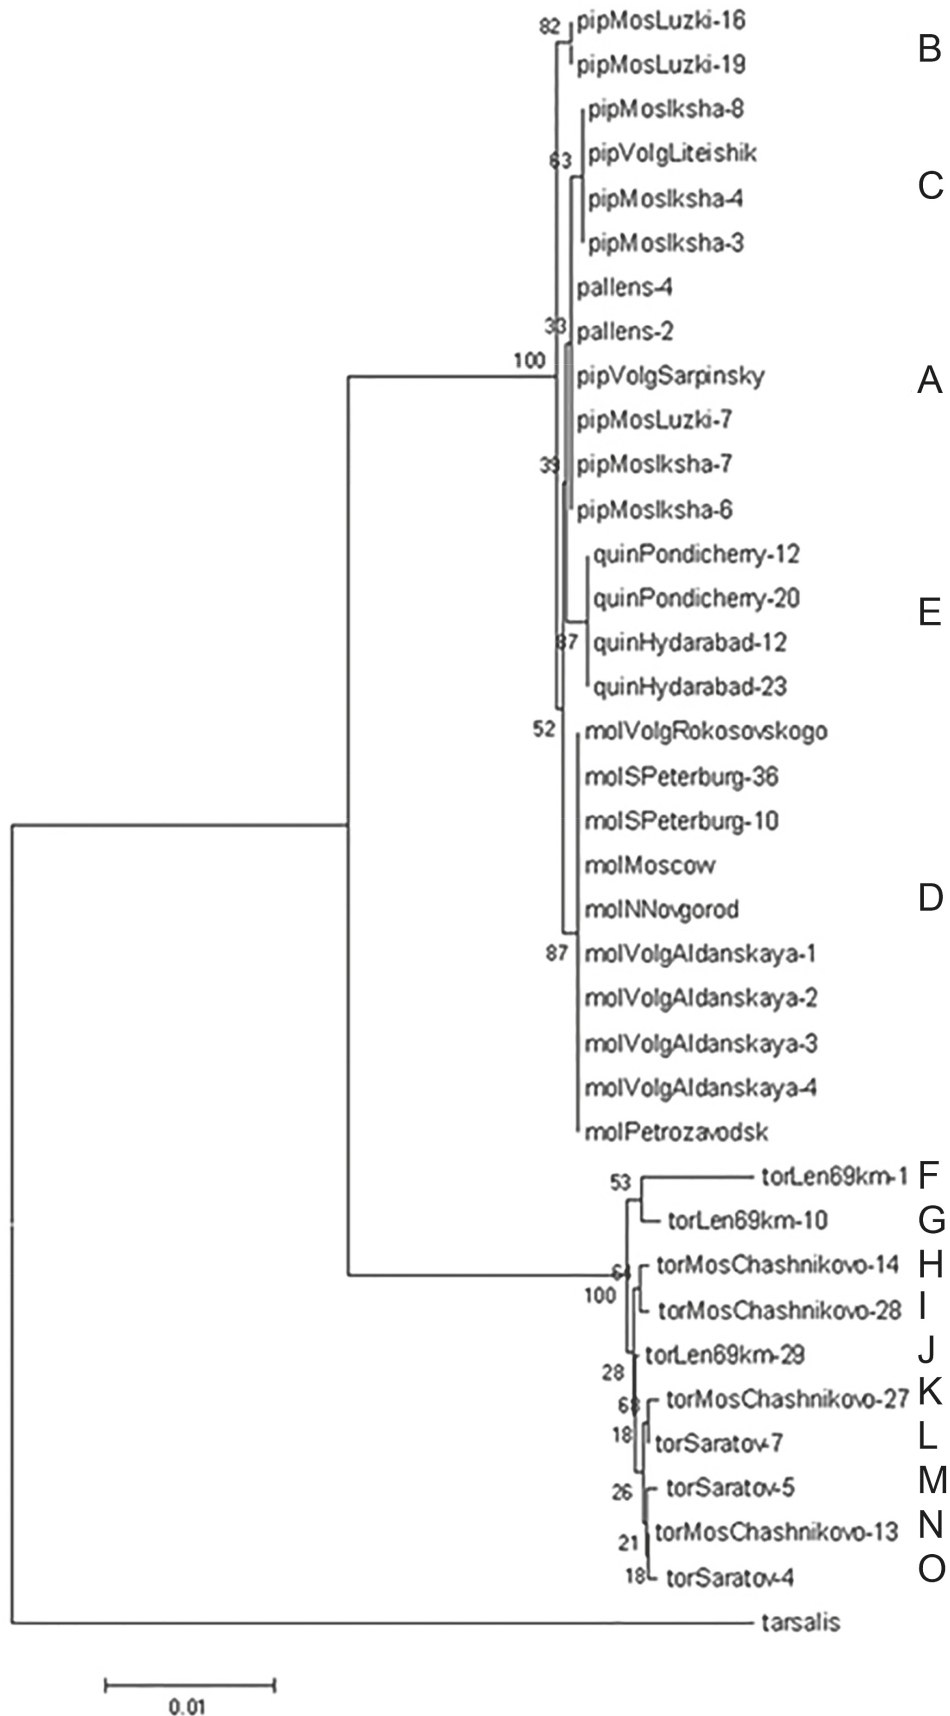 82 pipMosLuzki-16
B
pipMosLuzki-19
pipMosIksha-8
63 pipVolgLiteishik
C
pipMosIksha-4
pipMosIksha-3
pallens-4
33 pallens-2
100
pipVolgSarpinsky A
pipMosLuzki-7
39 pipMosIksha-7
pipMosIksha-6
quinPondicherry-12
quinPondicherry-20 E
87 quinHydarabad-12
quinHydarabad-23
52 molVolgRokosovskogo
molSPeterburg-36
molSPeterburg-10
molMoscow
D
molNNovgorod
87 molVolgAldanskaya-1
molVolgAldanskaya-2
molVolgAldanskaya-3
molVolgAldanskaya-4
molPetrozavodsk
53 torLen69km-1 F
torLen69km-10 G
64 torMosChashnikovo-14 H
100 torMosChashnikovo-28 I
torLen69km-29 J
28
68 torMosChashnikovo-27 K
18 torSaratov-7 L
26 torSaratov-5 M
21 torMosChashnikovo-13 N
18 torSaratov-4 O
tarsalis
0.01